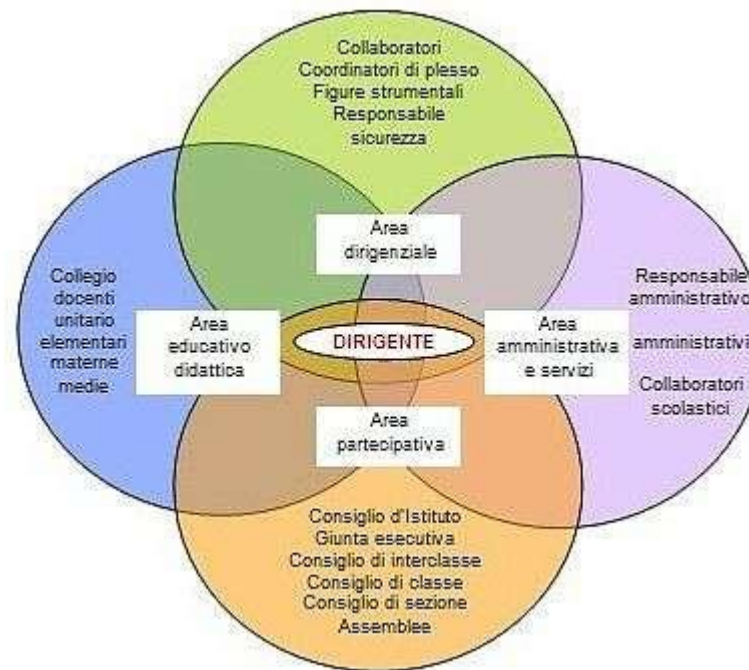 Collaboratori
Coordinatori di plesso
Figure strumentali
Responsabile
sicurezza
Area
dirigenziale
Collegio
docenti
unitario
elementari
materne
medie
Area
educativo
didattica
DIRIGENTE
Area
amministrativa
e servizi
Responsabile
amministrativo
amministrativi
Collaboratori
scolastici
Area
partecipativa
Consiglio d'Istituto
Giunta esecutiva
Consiglio di interclasse
Consiglio di classe
Consiglio di sezione
Assemblee